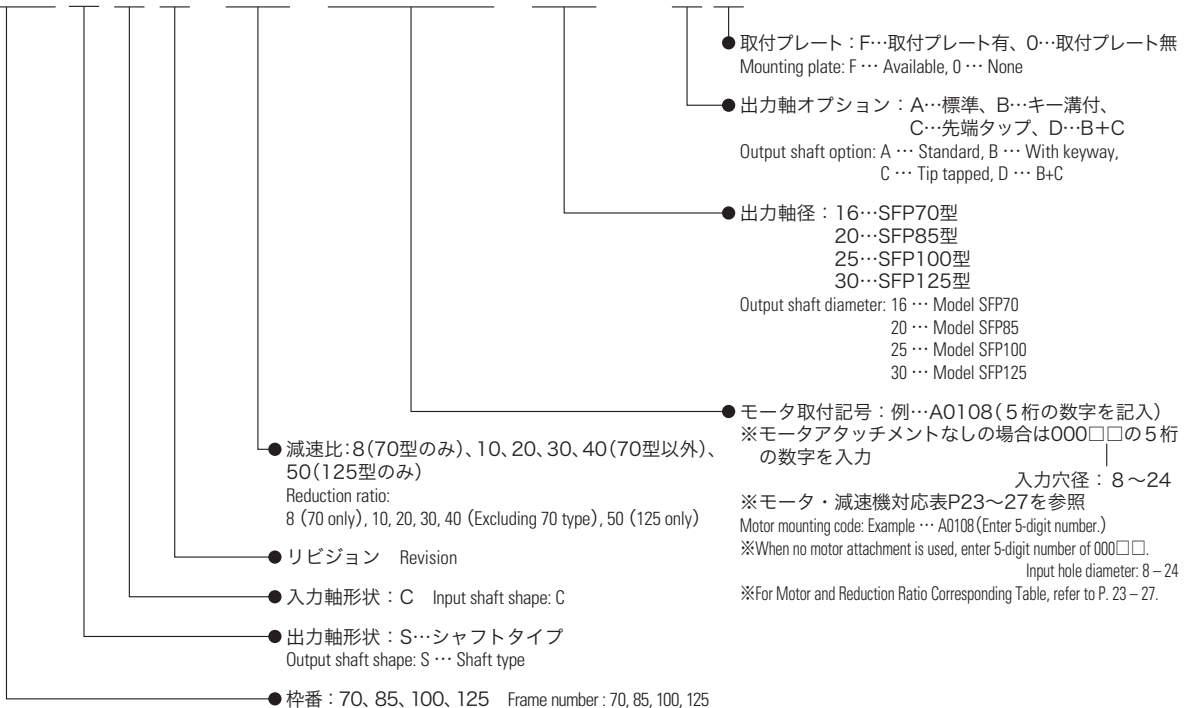 ● 取付プレート：F…取付プレート有、0…取付プレート無
Mounting plate: F … Available, 0 … None
● 出力軸オプション：A…標準、B…キー溝付、
C…先端タップ、D…B＋C
Output shaft option: A … Standard, B … With keyway,
C … Tip tapped, D … B+C
● 出力軸径：16…SFP70型
20…SFP85型
25…SFP100型
30…SFP125型
Output shaft diameter: 16 … Model SFP70
20 … Model SFP85
25 … Model SFP100
30 … Model SFP125
● モータ取付記号：例…A0108（5桁の数字を記入）
※モータアタッチメントなしの場合は000□□の5桁
の数字を入力
入力穴径：8～24
※モータ・減速機対応表P23～27を参照
Motor mounting code: Example … A0108 (Enter 5-digit number.)
※When no motor attachment is used, enter 5-digit number of 000□□.
Input hole diameter: 8 – 24
※For Motor and Reduction Ratio Corresponding Table, refer to P. 23 – 27.
● 減速比：8（70型のみ）、10、20、30、40（70型以外）、
50（125型のみ）
Reduction ratio:
8 (70 only), 10, 20, 30, 40 (Excluding 70 type), 50 (125 only)
● リビジョン Revision
● 入力軸形状：C Input shaft shape: C
● 出力軸形状：S…シャフトタイプ
Output shaft shape: S … Shaft type
● 枠番：70、85、100、125 Frame number : 70, 85, 100, 125